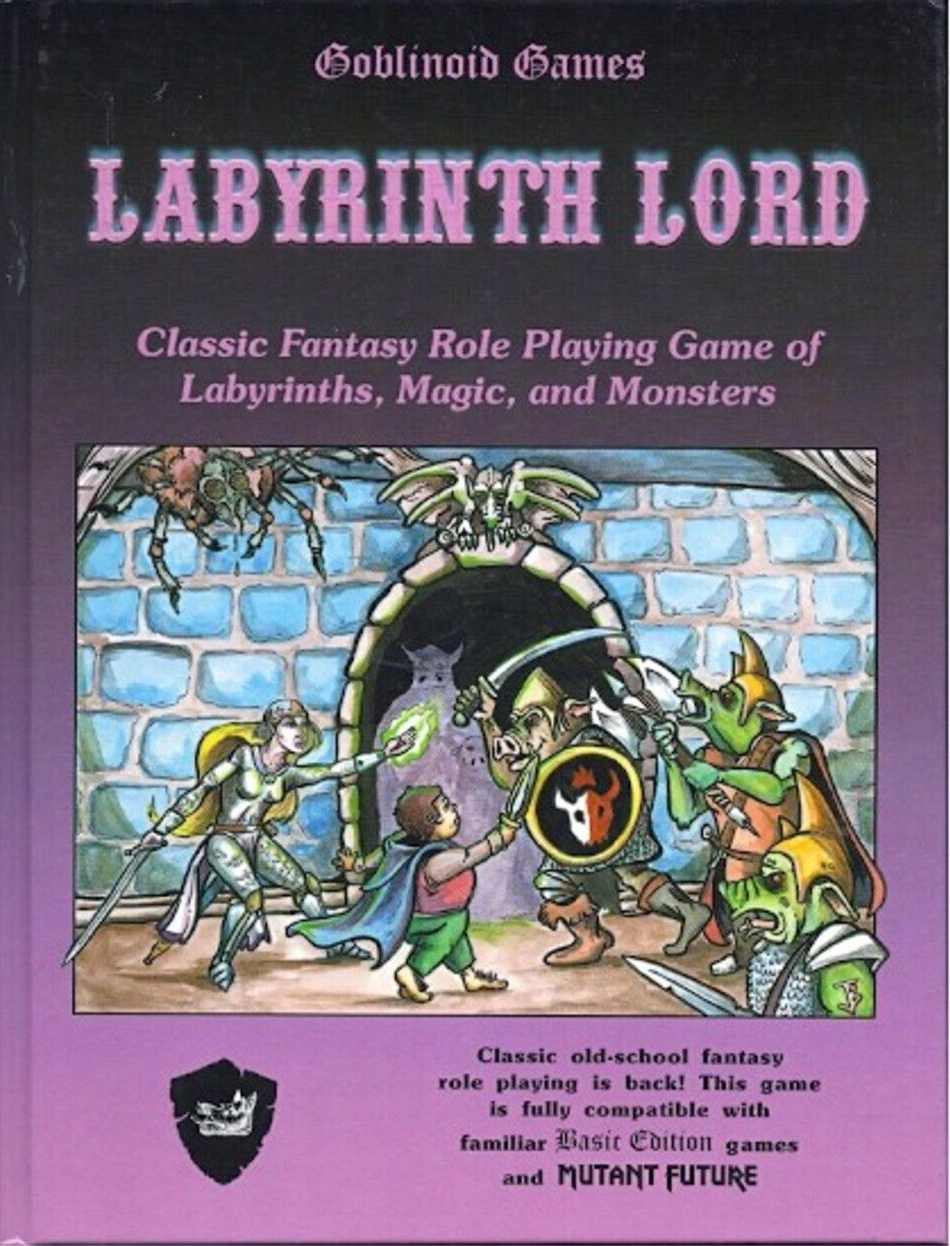 Goblinoid Games
LABYRINTH LORD
Classic Fantasy Role Playing Game of
Labyrinths, Magic, and Monsters
Classic old-school fantasy
role playing is back! This game
is fully compatible with
familiar Basic Edition games
and MUTANT FUTURE